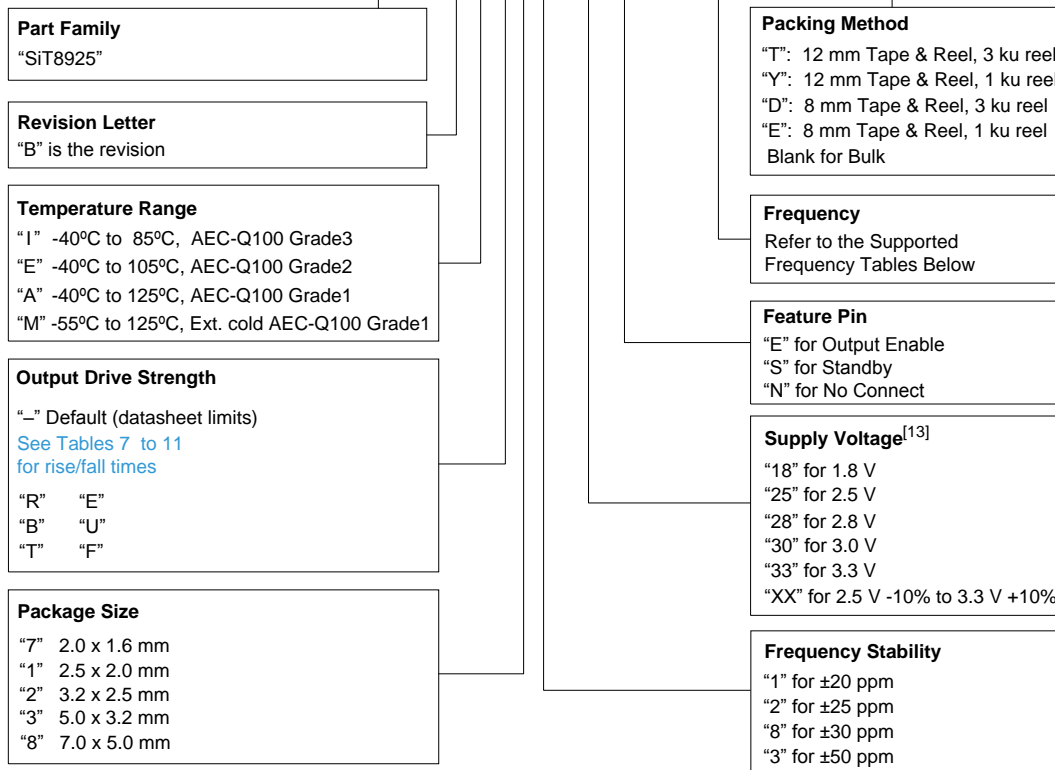 Part Family
“SiT8925”
Revision Letter
“B” is the revision
Temperature Range
“I” -40ºC to 85ºC, AEC-Q100 Grade3
“E” -40ºC to 105ºC, AEC-Q100 Grade2
“A” -40ºC to 125ºC, AEC-Q100 Grade1
“M” -55ºC to 125ºC, Ext. cold AEC-Q100 Grade1
Output Drive Strength
“–” Default (datasheet limits)
See Tables 7 to 11
for rise/fall times
“R” “E”
“B” “U”
“T” “F”
Package Size
“7” 2.0 x 1.6 mm
“1” 2.5 x 2.0 mm
“2” 3.2 x 2.5 mm
“3” 5.0 x 3.2 mm
“8” 7.0 x 5.0 mm
Packing Method
“T”: 12 mm Tape & Reel, 3 ku reel
“Y”: 12 mm Tape & Reel, 1 ku reel
“D”: 8 mm Tape & Reel, 3 ku reel
“E”: 8 mm Tape & Reel, 1 ku reel
Blank for Bulk
Frequency
Refer to the Supported
Frequency Tables Below
Feature Pin
“E” for Output Enable
“S” for Standby
“N” for No Connect
Supply Voltage[13]
“18” for 1.8 V
“25” for 2.5 V
“28” for 2.8 V
“30” for 3.0 V
“33” for 3.3 V
“XX” for 2.5 V -10% to 3.3 V +10%
Frequency Stability
“1” for ±20 ppm
“2” for ±25 ppm
“8” for ±30 ppm
“3” for ±50 ppm